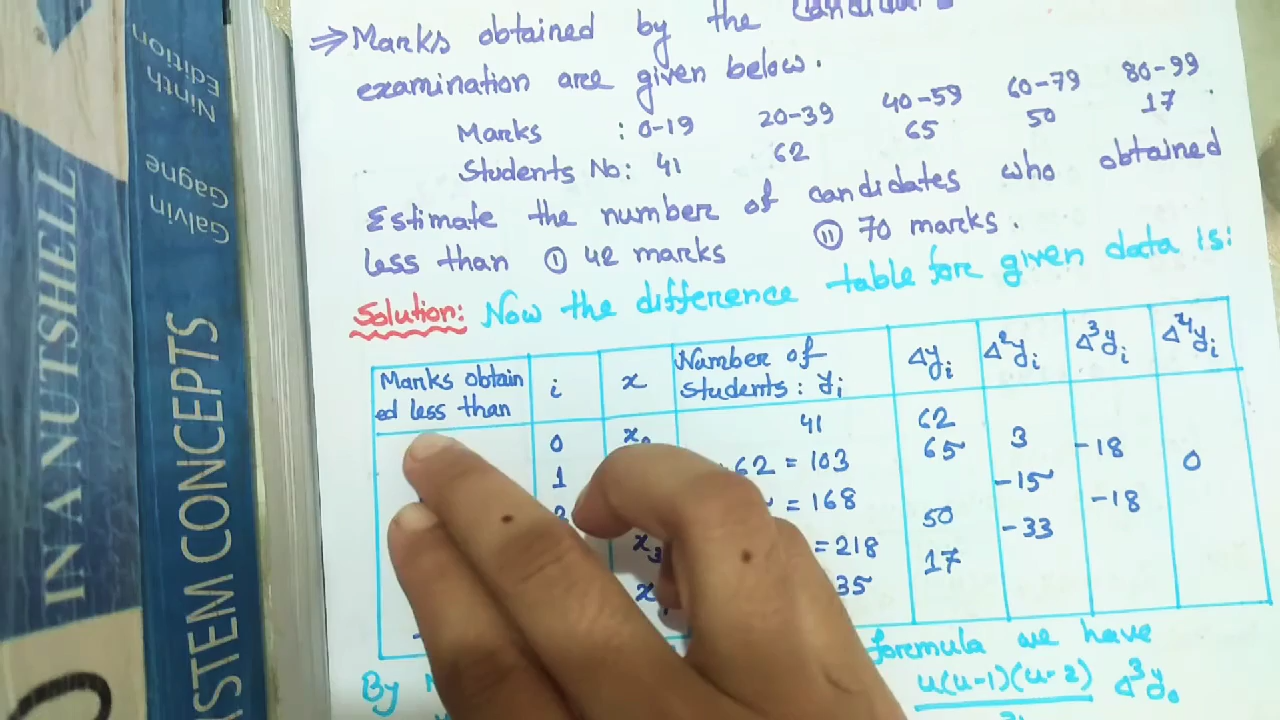 IN A NUTSHELL
SYSTEM CONCEPTS
Ninth
Edition
Galvin
Gagne
⇒ Marks obtained by the
examination are given below.
Marks : 0-19 20-39 40-59 60-79 80-99
Students No: 41 62 65 50 17 .
Estimate the number of candidates who obtained
less than ① 42 marks ⑪ 70 marks.
Solution: Now the difference table for given data is:
Marks obtain
ed less than
i
x
Number of
students: yi
Δyi
Δ²yi
Δ³yi
Δ⁴yi
0 x₀ 41 62 3 -18 0
1 62 = 103 65 -15 -18
= 168 50 -33
x₃ = 218 17
x 35
By formula we have
u(u-1)(u-2) Δ³y₀